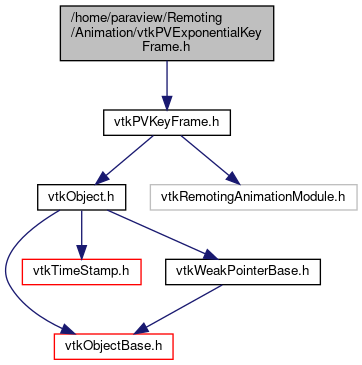 /home/paraview/Remoting
/Animation/vtkPVExponentialKey
Frame.h
vtkPVKeyFrame.h
vtkObject.h
vtkRemotingAnimationModule.h
vtkTimeStamp.h
vtkWeakPointerBase.h
vtkObjectBase.h